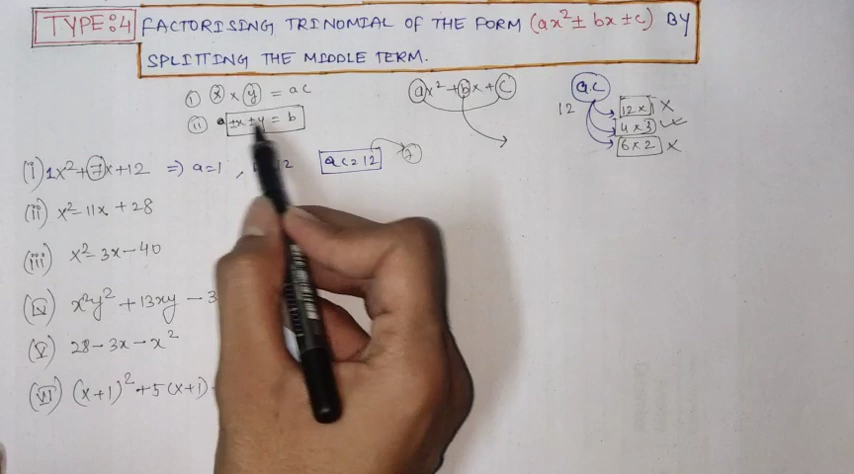 TYPE:4 FACTORISING TRINOMIAL OF THE FORM (ax² ± bx ± c) BY
SPLITTING THE MIDDLE TERM.
(i) x × y = ac
(ii) ±x ±y = b
ax² + bx + c
a.c
12
12 × 1 ×
4 × 3 ✓
6 × 2 ×
(i) 1x² + 7x + 12 ⇒ a=1 , 12
ac = 12
7
(ii) x² - 11x + 28
(iii) x² - 3x - 40
(iv) x²y² + 13xy - 3
(v) 28 - 3x - x²
(vi) (x+1)² + 5(x+1)